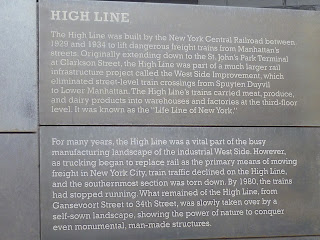 HIGH LINE
The High Line was built by the New York Central Railroad between
1929 and 1934 to lift dangerous freight trains from Manhattan's
streets. Originally extending down to the St. John's Park Terminal
at Clarkson Street, the High Line was part of a much larger rail
infrastructure project called the West Side Improvement, which
eliminated street-level train crossings from Spuyten Duyvil
to Lower Manhattan. The High Line's trains carried meat, produce,
and dairy products into warehouses and factories at the third-floor
level. It was known as the "Life Line of New York."
For many years, the High Line was a vital part of the busy
manufacturing landscape of the industrial West Side. However,
as trucking began to replace rail as the primary means of moving
freight in New York City, train traffic declined on the High Line,
and the southernmost section was torn down. By 1980, the trains
had stopped running. What remained of the High Line, from
Gansevoort Street to 34th Street, was slowly taken over by a
self-sown landscape, showing the power of nature to conquer
even monumental, man-made structures.